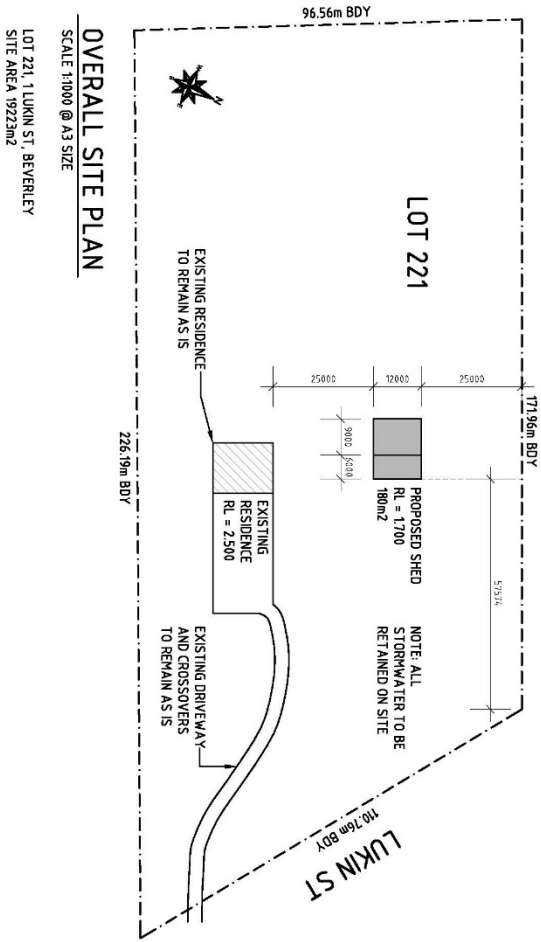 96.56m BDY
OVERALL SITE PLAN
SCALE 1:1000 @ A3 SIZE
LOT 221, 1 LUKIN ST, BEVERLEY
SITE AREA 19223m2
N
LOT 221
EXISTING RESIDENCE
TO REMAIN AS IS
25000
12000
25000
171.96m BDY
9000
6000
PROPOSED SHED
RL = 1.700
180m2
57574
226.19m BDY
EXISTING
RESIDENCE
RL = 2.500
NOTE: ALL
STORMWATER TO BE
RETAINED ON SITE
EXISTING DRIVEWAY
AND CROSSOVERS
TO REMAIN AS IS
110.76m BDY
LUKIN ST